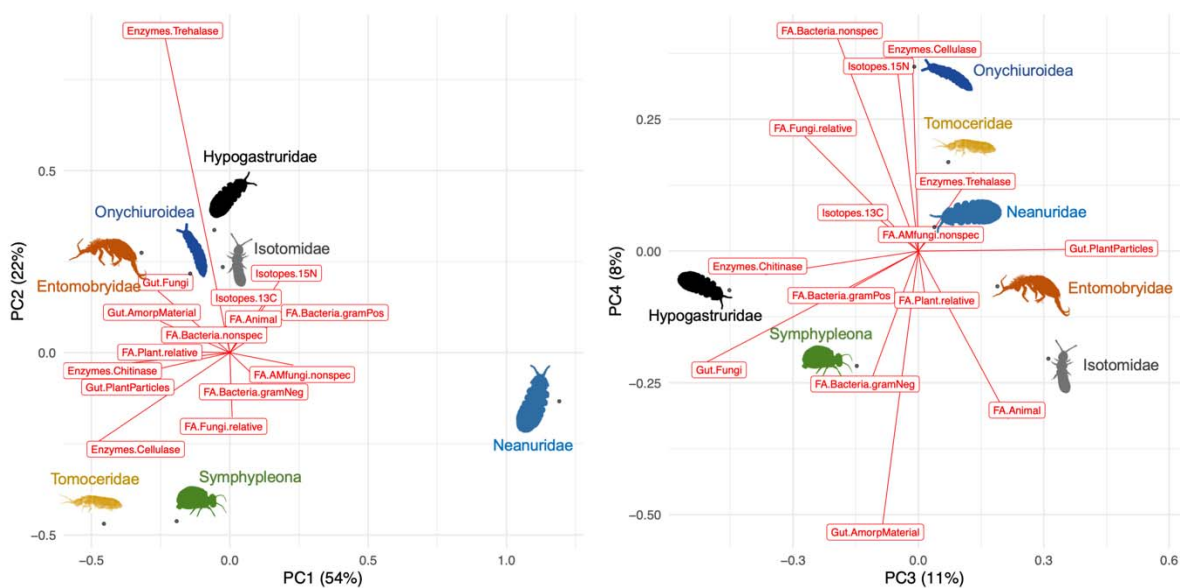 Enzymes.Trehalase
0.5
Hypogastruridae
Onychiuroidea
Isotomidae
Isotopes.15N
Entomobryidae
Gut.Fungi
Isotopes.13C
Gut.AmorpMaterial
FA.Animal
FA.Bacteria.gramPos
FA.Bacteria.nonspec
0.0
FA.Plant.relative
Enzymes.Chitinase
FA.AMfungi.nonspec
Gut.PlantParticles
FA.Bacteria.gramNeg
FA.Fungi.relative
Neanuridae
Enzymes.Cellulase
Tomoceridae
Symphypleona
−0.5
−0.5
0.0
0.5
1.0
PC1 (54%)
PC2 (22%)
FA.Bacteria.nonspec
Enzymes.Cellulase
Isotopes.15N
Onychiuroidea
0.25
FA.Fungi.relative
Tomoceridae
Enzymes.Trehalase
Isotopes.13C
Neanuridae
FA.AMfungi.nonspec
0.00
Gut.PlantParticles
Enzymes.Chitinase
FA.Bacteria.gramPos
FA.Plant.relative
Entomobryidae
Hypogastruridae
Symphypleona
Isotomidae
−0.25
Gut.Fungi
FA.Bacteria.gramNeg
FA.Animal
−0.50
Gut.AmorpMaterial
−0.3
0.0
0.3
0.6
PC3 (11%)
PC4 (8%)